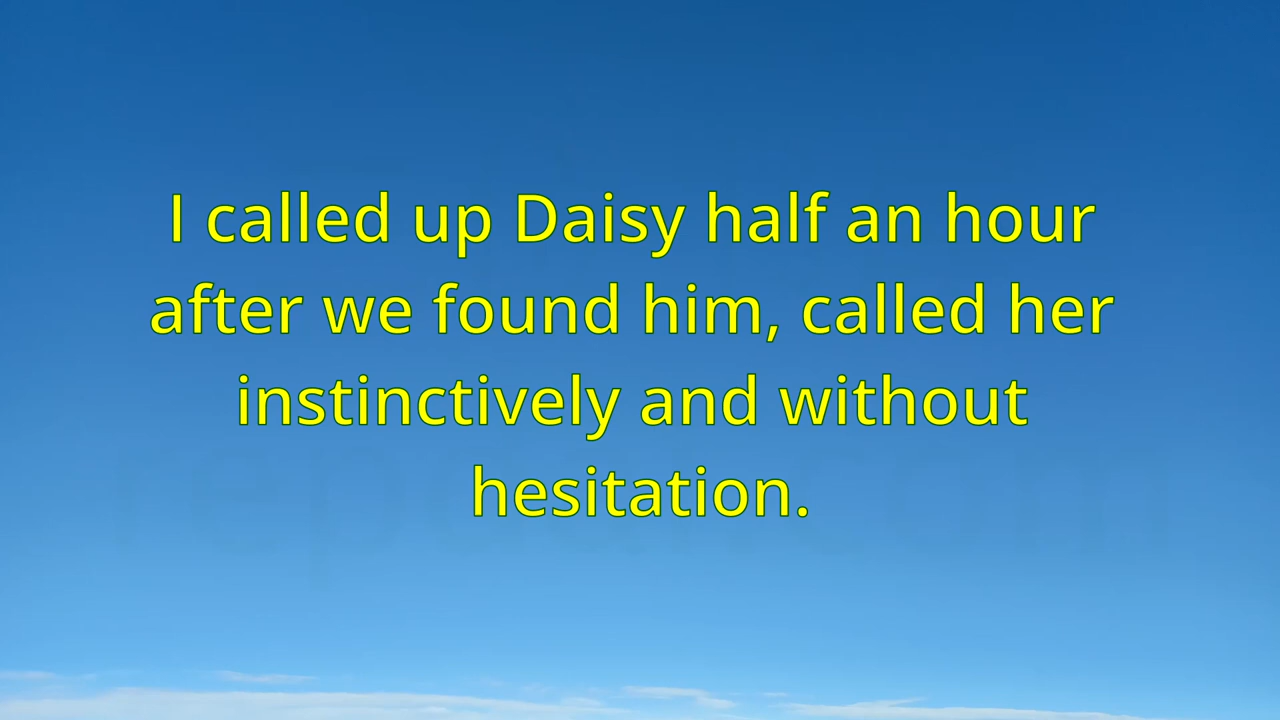 I called up Daisy half an hour
after we found him, called her
instinctively and without
hesitation.